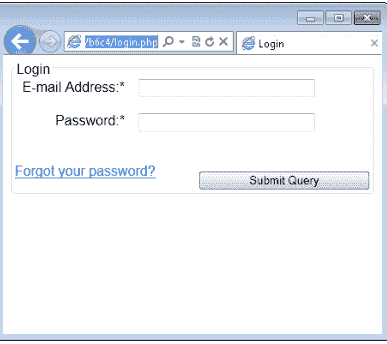 /b6c4/login.php
Login
Login
E-mail Address:*
Password:*
Forgot your password?
Submit Query